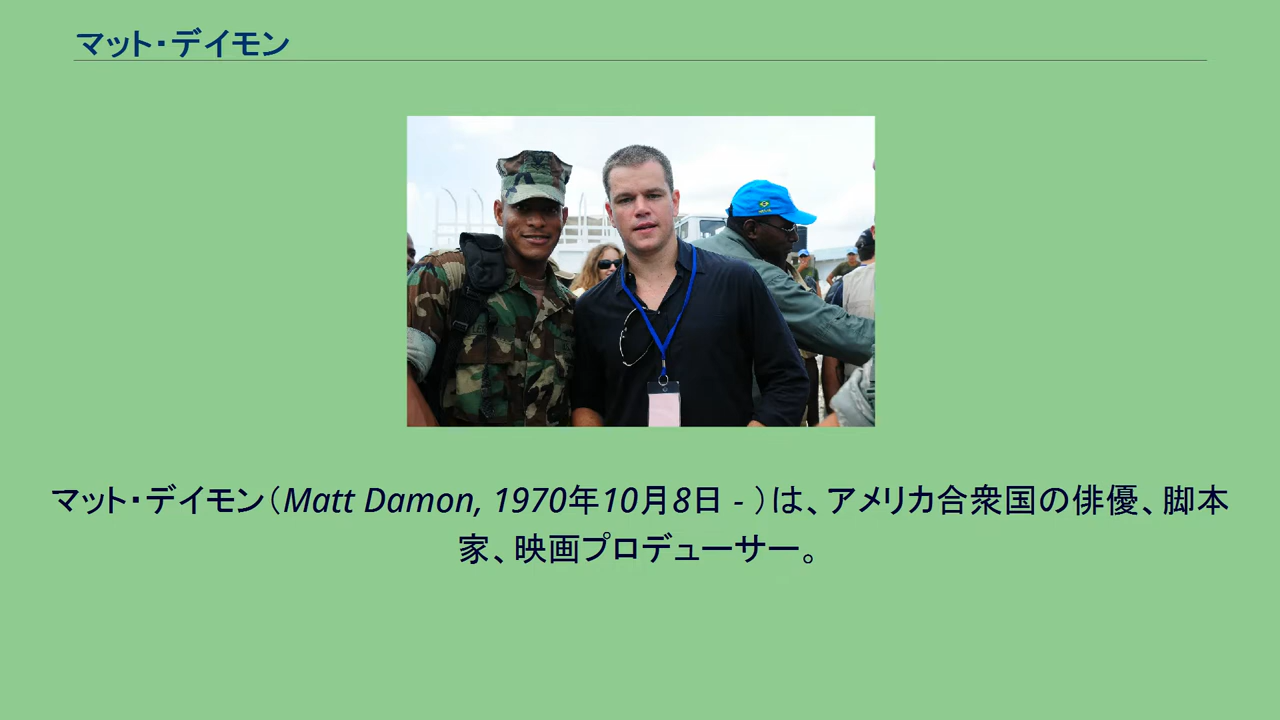 マット・デイモン
マット・デイモン（Matt Damon, 1970年10月8日 - ）は、アメリカ合衆国の俳優、脚本
家、映画プロデューサー。